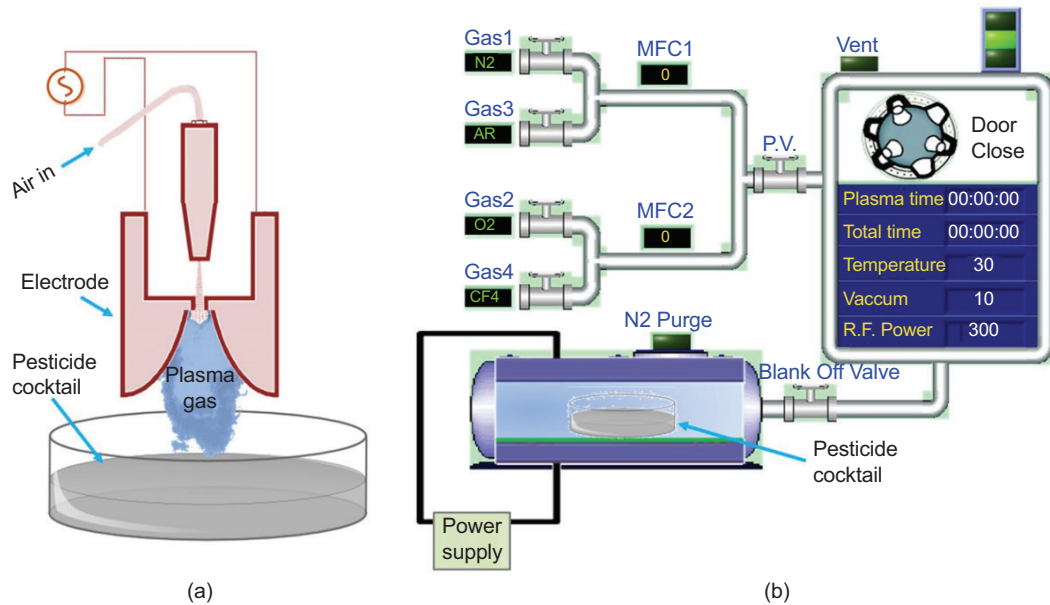 Air in
Electrode
Pesticide
cocktail
Plasma
gas
(a)
Gas1
N2
Gas3
AR
MFC1
0
Gas2
O2
Gas4
CF4
MFC2
0
P.V.
Vent
Door
Close
Plasma time 00:00:00
Total time 00:00:00
Temperature 30
Vaccum 10
R.F. Power 300
N2 Purge
Blank Off Valve
Pesticide
cocktail
Power
supply
(b)